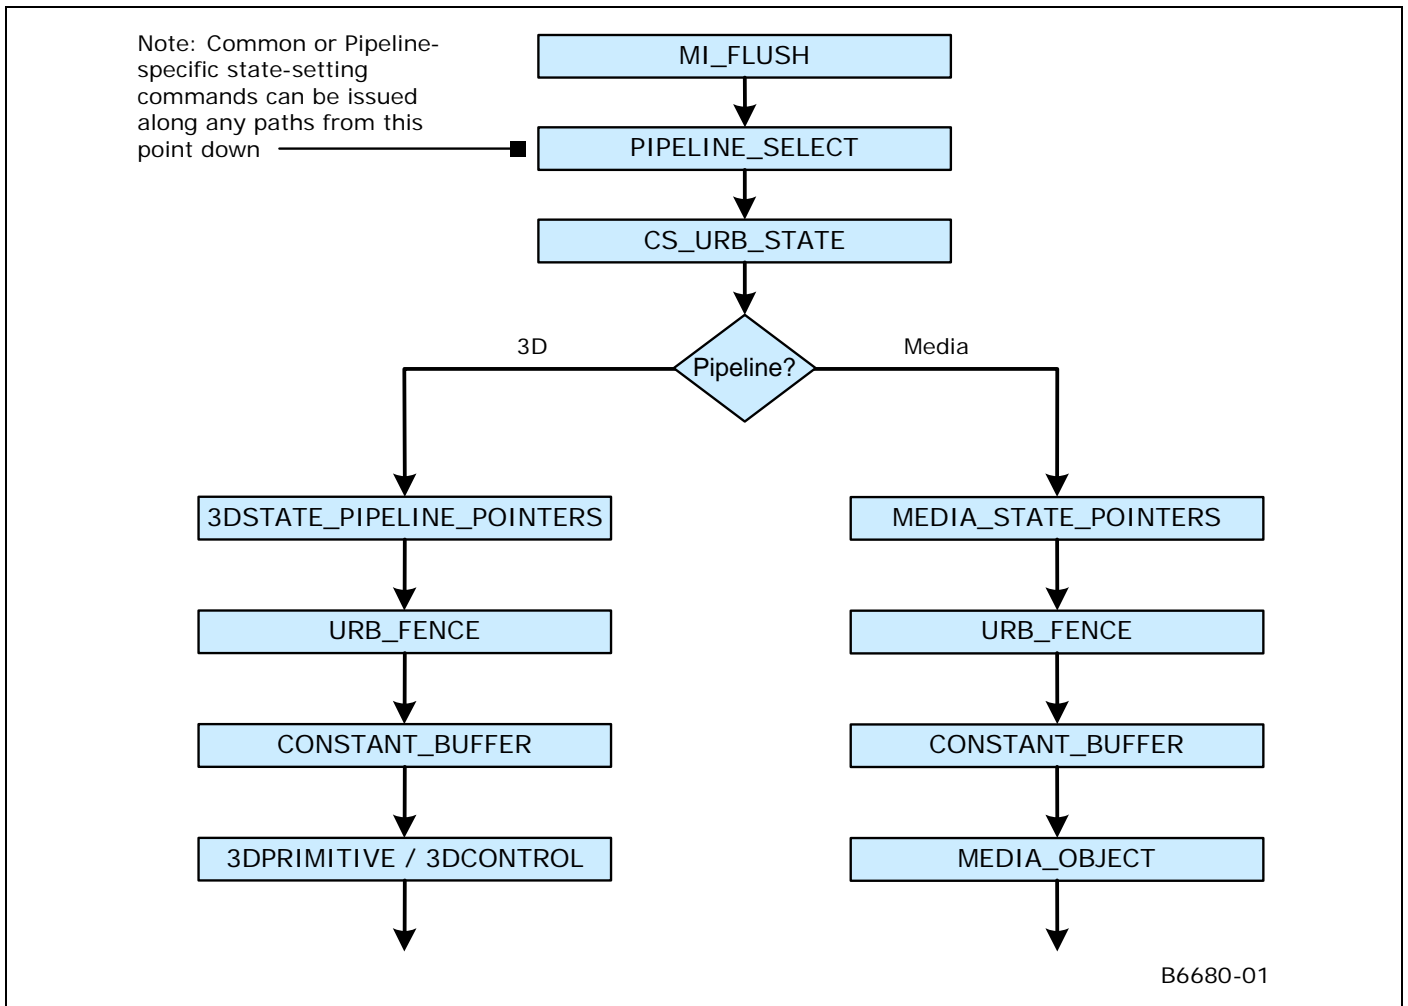 Note: Common or Pipeline-
specific state-setting
commands can be issued
along any paths from this
point down
MI_FLUSH
PIPELINE_SELECT
CS_URB_STATE
Pipeline?
3D
Media
3DSTATE_PIPELINE_POINTERS
URB_FENCE
CONSTANT_BUFFER
3DPRIMITIVE / 3DCONTROL
MEDIA_STATE_POINTERS
URB_FENCE
CONSTANT_BUFFER
MEDIA_OBJECT
B6680-01